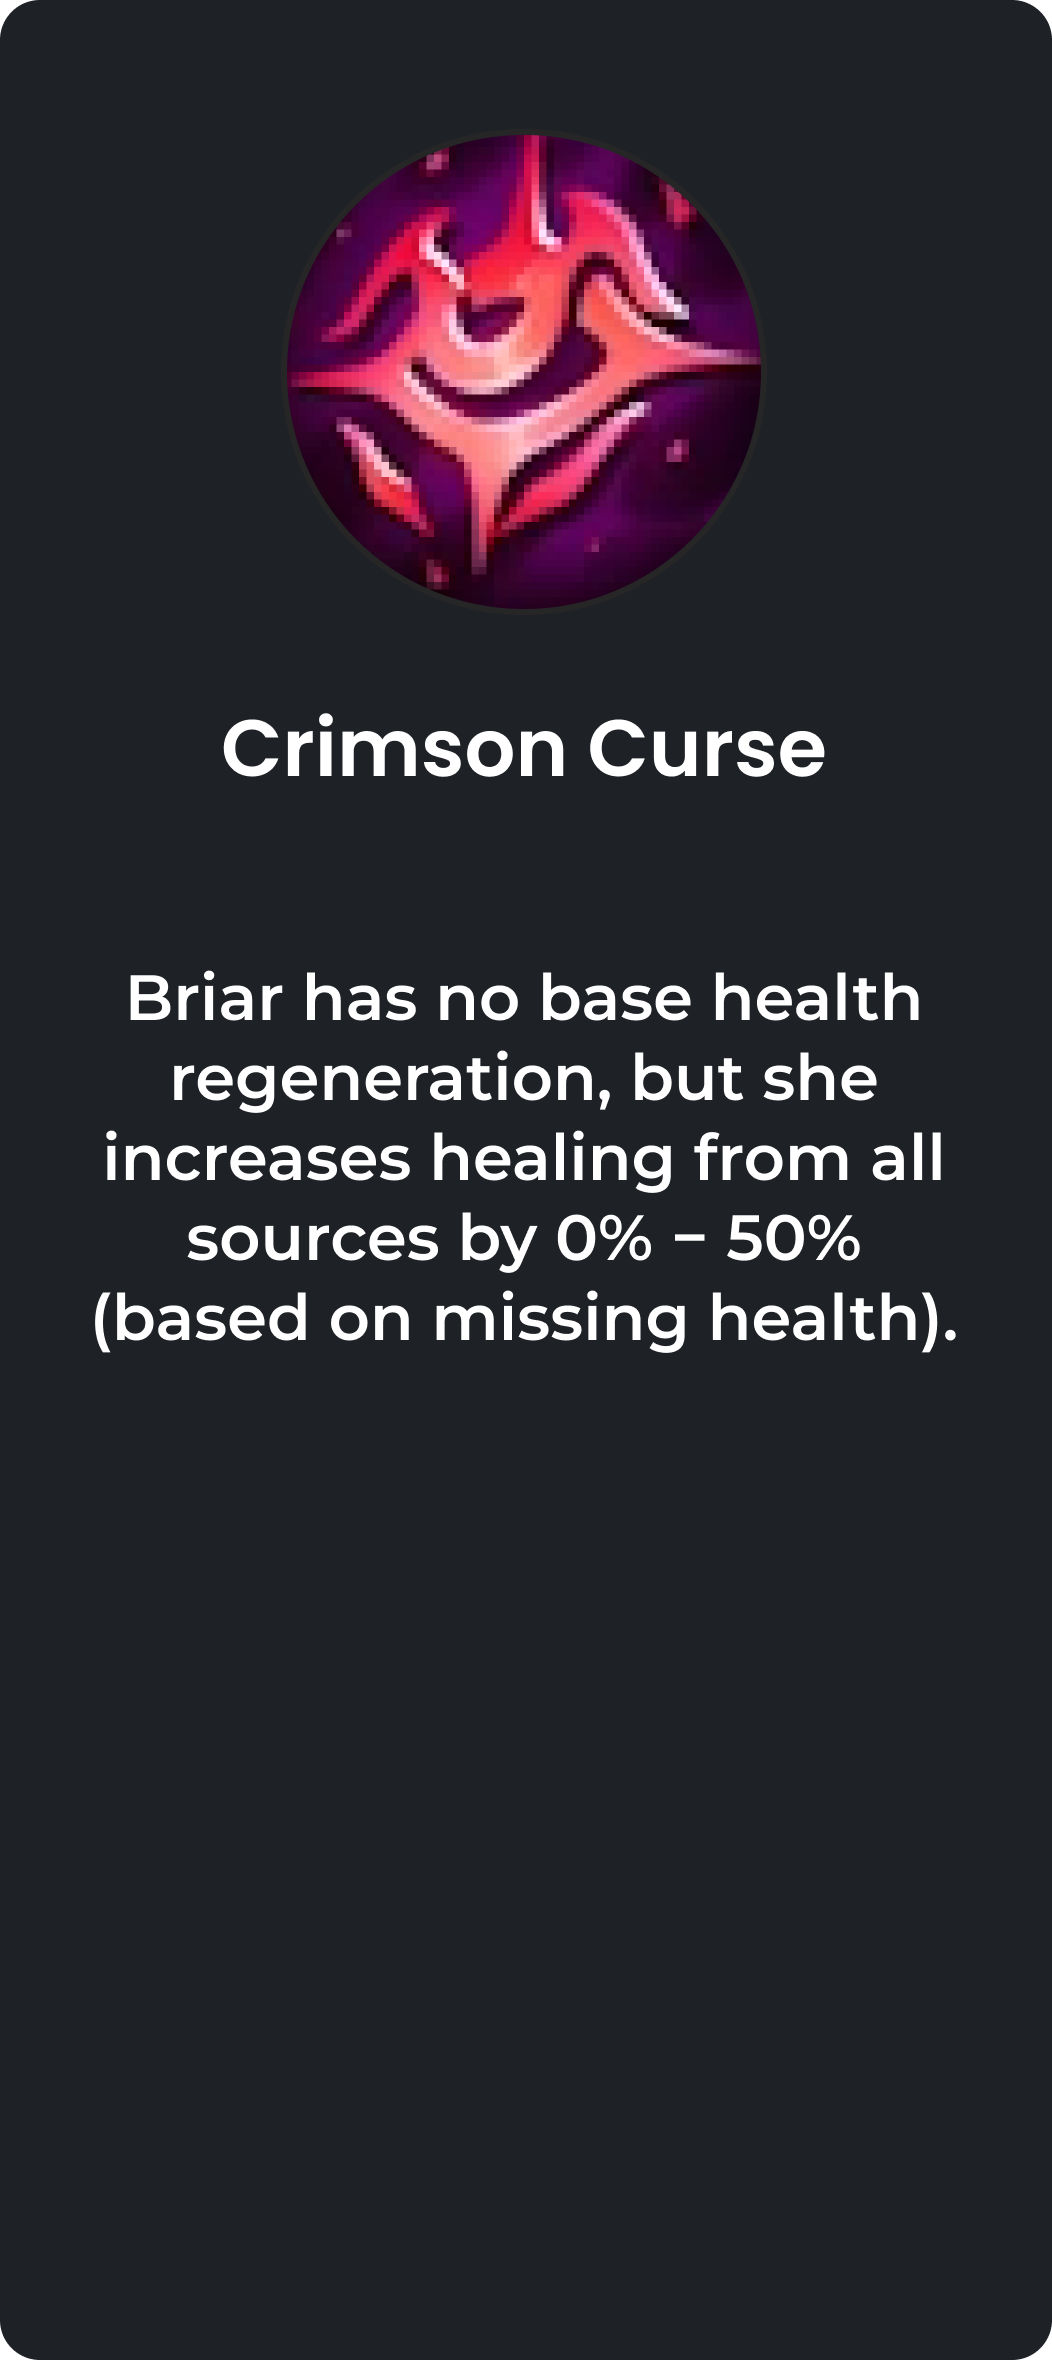 Crimson Curse
Briar has no base health
regeneration, but she
increases healing from all
sources by 0% – 50%
(based on missing health).